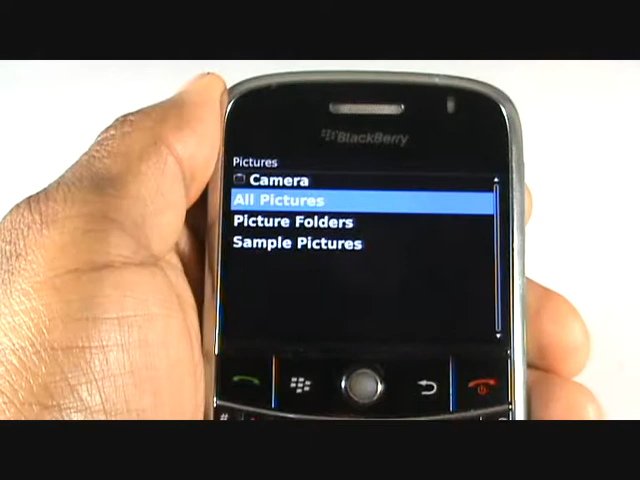 BlackBerry
Pictures
Camera
All Pictures
Picture Folders
Sample Pictures
#